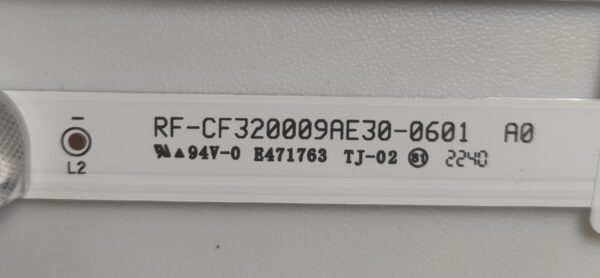 RF-CF320009AE30-0601 A0
▲94V-0 E471763 TJ-02 2240
L2